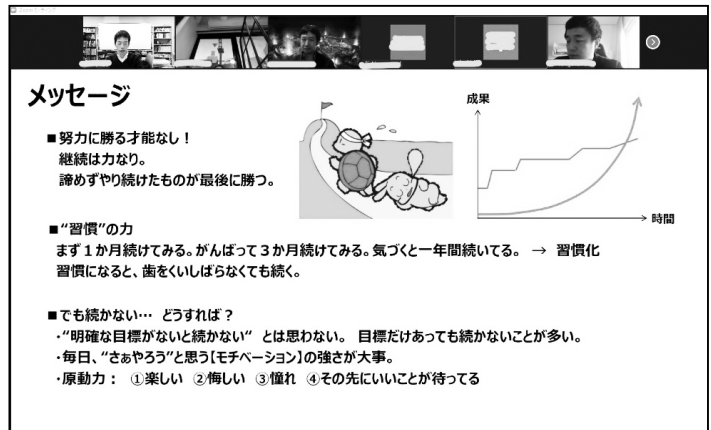 メッセージ
■努力に勝る才能なし！
継続は力なり。
諦めずやり続けたものが最後に勝つ。
成果
時間
■“習慣”の力
まず１か月続けてみる。がんばって３か月続けてみる。気づくと一年間続いてる。 → 習慣化
習慣になると、歯をくいしばらなくても続く。
■でも続かない… どうすれば？
・“明確な目標がないと続かない“ とは思わない。 目標だけあっても続かないことが多い。
・毎日、“さぁやろう”と思う【モチベーション】の強さが大事。
・原動力： ①楽しい ②悔しい ③憧れ ④その先にいいことが待ってる